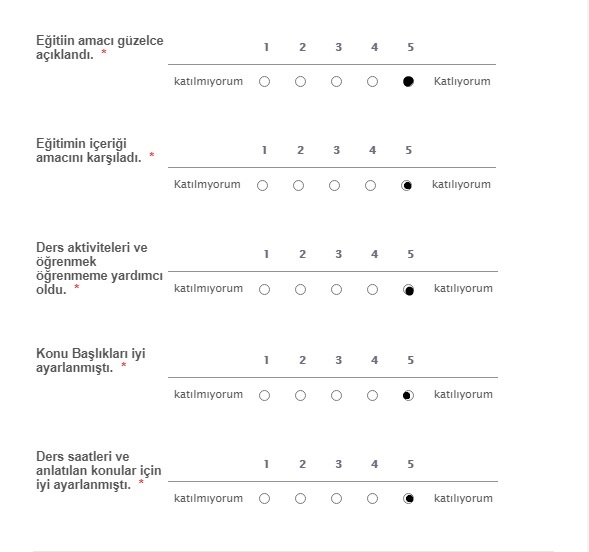 Eğitiin amacı güzelce
açıklandı. *
1 2 3 4 5
katılmıyorum Katlıyorum
Eğitimin içeriği
amacını karşıladı. *
1 2 3 4 5
Katılmyorum katılıyorum
Ders aktiviteleri ve
öğrenmek
öğrenmeme yardımcı
oldu. *
1 2 3 4 5
katılmıyorum katılıyorum
Konu Başlıkları iyi
ayarlanmıştı. *
1 2 3 4 5
katılmıyorum katılıyorum
Ders saatleri ve
anlatılan konular için
iyi ayarlanmıştı. *
1 2 3 4 5
katılmıyorum katılıyorum